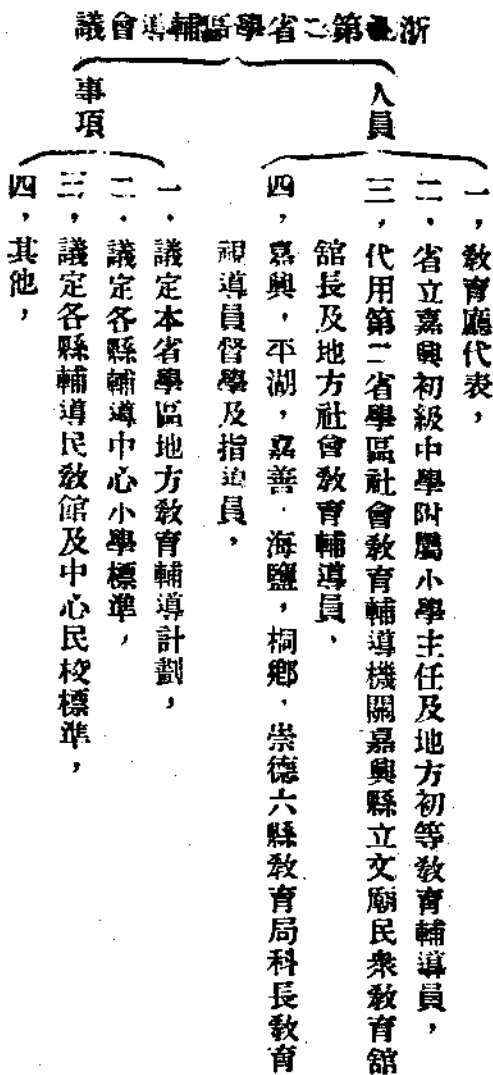 浙江第二省學區輔導會議
人員
一，教育廳代表，
二，省立嘉興初級中學附屬小學主任及地方初等教育輔導員，
三，代用第二省學區社會教育輔導機關嘉興縣立文廟民衆教育舘
舘長及地方社會教育輔導員，
四，嘉興，平湖，嘉善，海鹽，桐鄉，崇德六縣教育局科長教育
視導員督學及指導員，
事項
一，議定本省學區地方教育輔導計劃，
二，議定各縣輔導中心小學標準，
三，議定各縣輔導民敎館及中心民校標準，
四，其他，